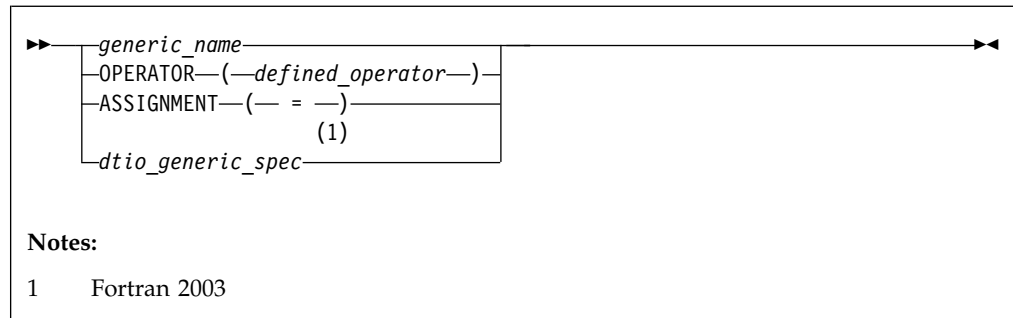 generic_name
OPERATOR ( defined_operator )
ASSIGNMENT ( = )
(1)
dtio_generic_spec
Notes:
1 Fortran 2003